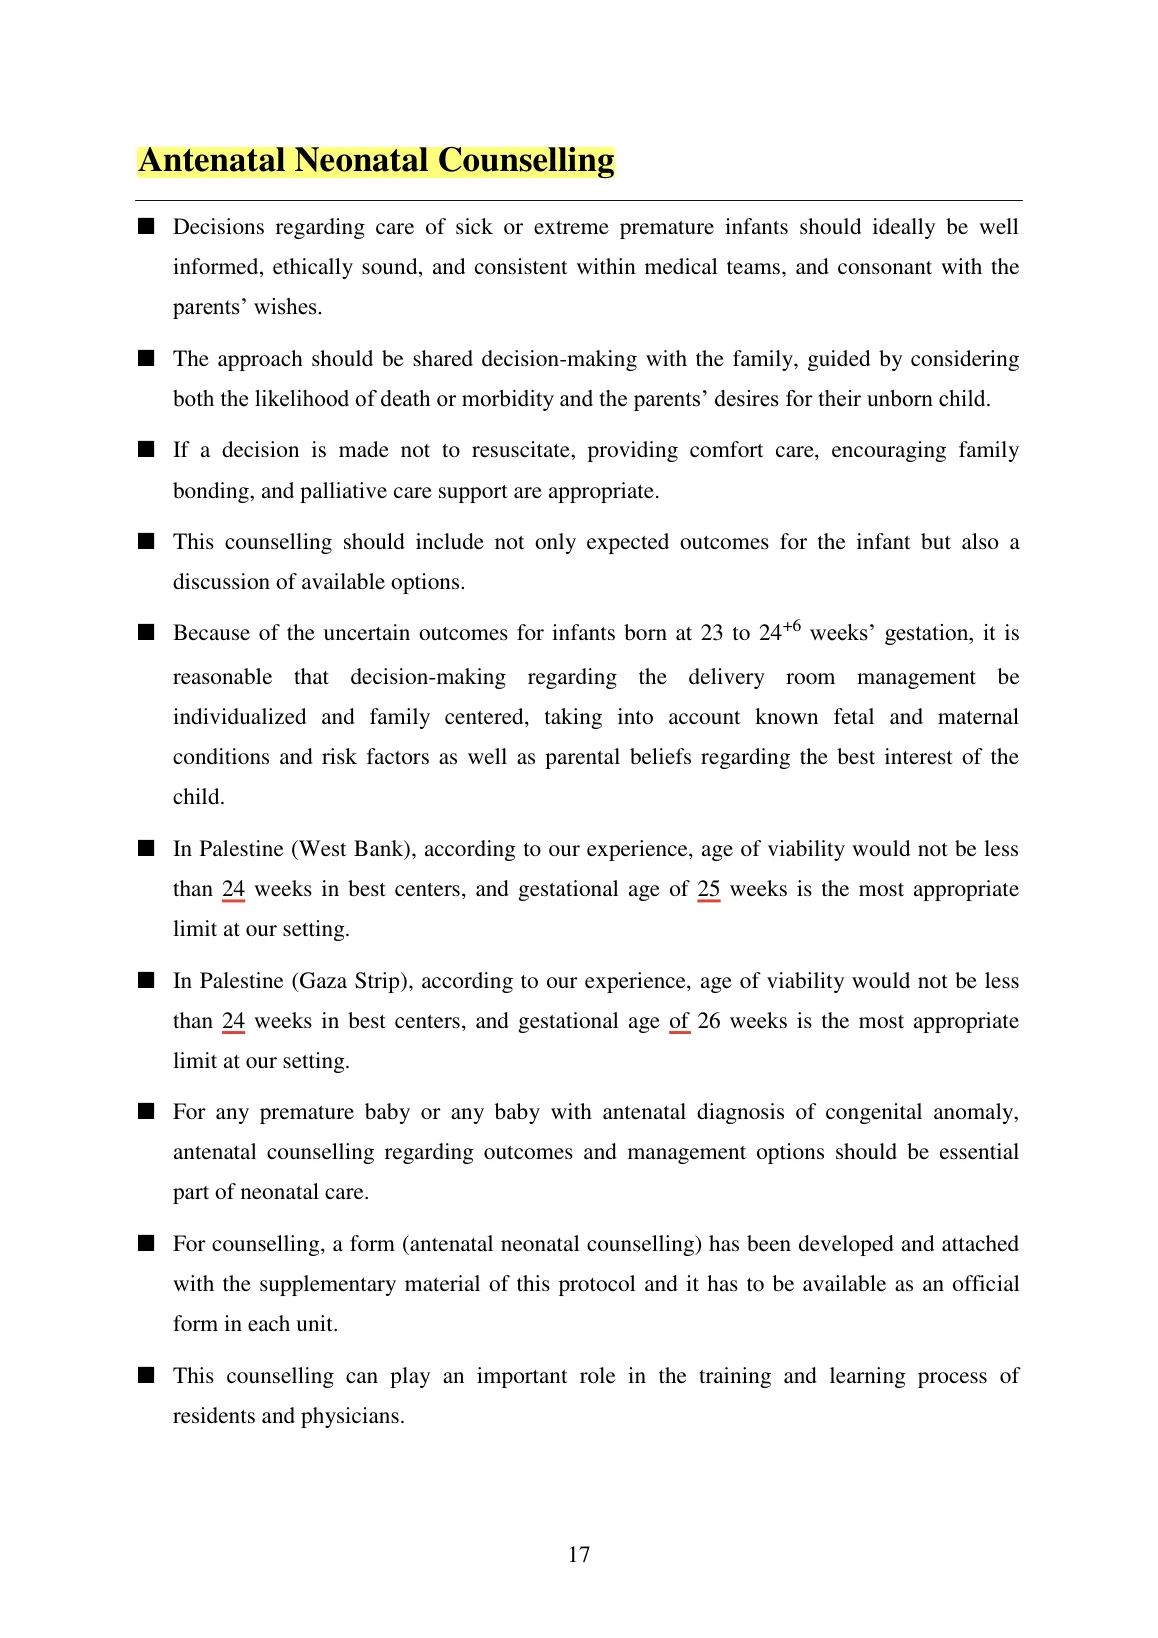 Antenatal Neonatal Counselling
■ Decisions regarding care of sick or extreme premature infants should ideally be well
informed, ethically sound, and consistent within medical teams, and consonant with the
parents’ wishes.
■ The approach should be shared decision-making with the family, guided by considering
both the likelihood of death or morbidity and the parents’ desires for their unborn child.
■ If a decision is made not to resuscitate, providing comfort care, encouraging family
bonding, and palliative care support are appropriate.
■ This counselling should include not only expected outcomes for the infant but also a
discussion of available options.
■ Because of the uncertain outcomes for infants born at 23 to 24+6 weeks’ gestation, it is
reasonable that decision-making regarding the delivery room management be
individualized and family centered, taking into account known fetal and maternal
conditions and risk factors as well as parental beliefs regarding the best interest of the
child.
■ In Palestine (West Bank), according to our experience, age of viability would not be less
than 24 weeks in best centers, and gestational age of 25 weeks is the most appropriate
limit at our setting.
■ In Palestine (Gaza Strip), according to our experience, age of viability would not be less
than 24 weeks in best centers, and gestational age of 26 weeks is the most appropriate
limit at our setting.
■ For any premature baby or any baby with antenatal diagnosis of congenital anomaly,
antenatal counselling regarding outcomes and management options should be essential
part of neonatal care.
■ For counselling, a form (antenatal neonatal counselling) has been developed and attached
with the supplementary material of this protocol and it has to be available as an official
form in each unit.
■ This counselling can play an important role in the training and learning process of
residents and physicians.
17